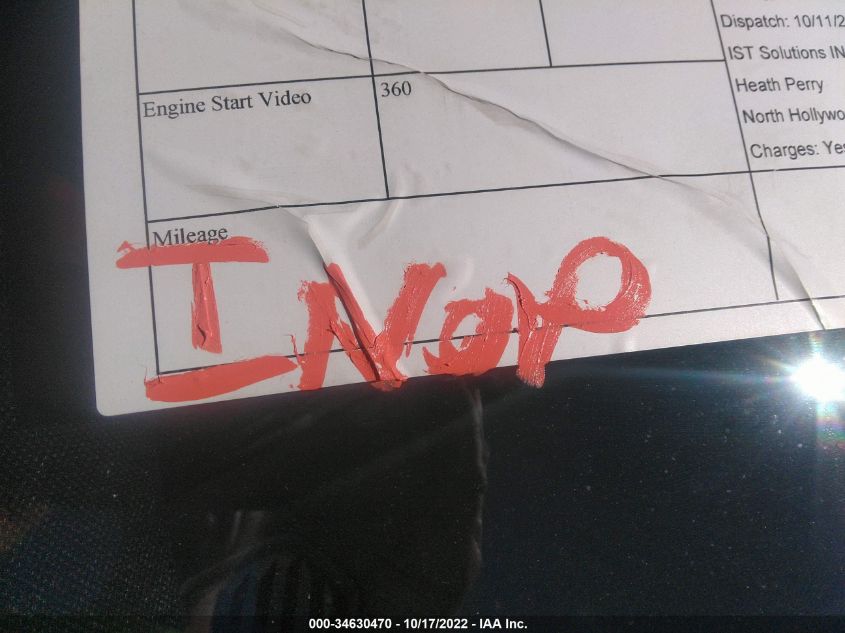 Dispatch: 10/11/2
IST Solutions IN
Heath Perry
North Hollywo
Charges: Yes
Engine Start Video
360
Mileage
INOP
000-34630470 - 10/17/2022 - IAA Inc.